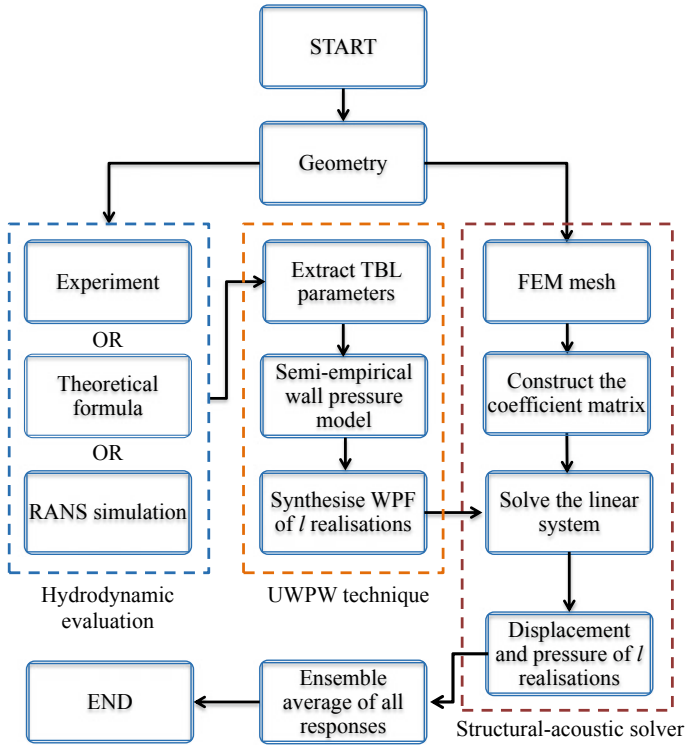 START
Geometry
Experiment
OR
Theoretical
formula
OR
RANS simulation
Hydrodynamic
evaluation
Extract TBL
parameters
Semi-empirical
wall pressure
model
Synthesise WPF
of l realisations
UWPW technique
FEM mesh
Construct the
coefficient matrix
Solve the linear
system
Displacement
and pressure of l
realisations
Structural-acoustic solver
Ensemble
average of all
responses
END